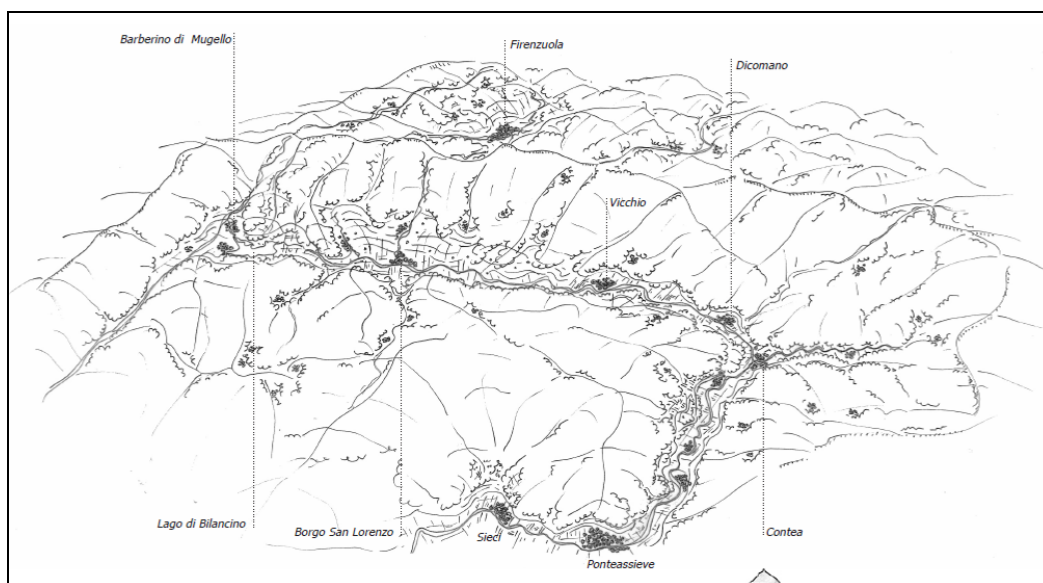 Barberino di Mugello
Firenzuola
Dicomano
Vicchio
Lago di Bilancino
Borgo San Lorenzo
Sieci
Contea
Ponteassieve